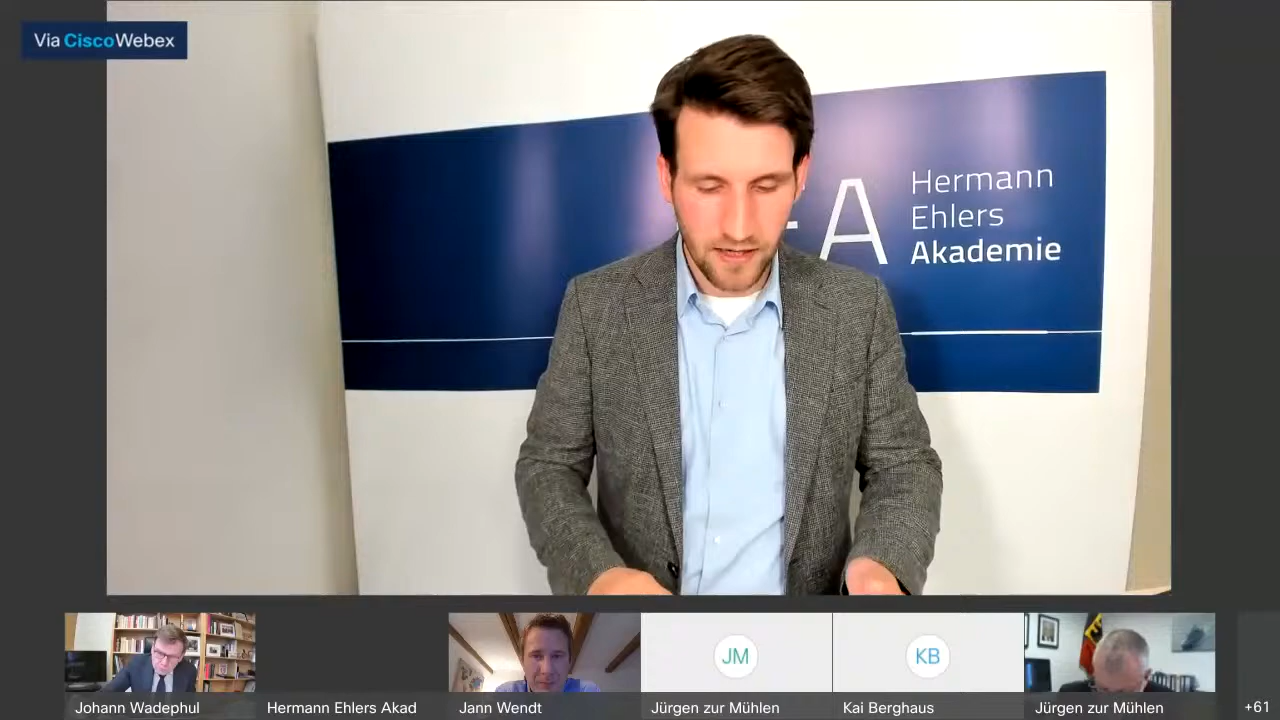 Via CiscoWebex
A
Hermann
Ehlers
Akademie
JM
KB
Johann Wadephul
Hermann Ehlers Akad
Jann Wendt
Jürgen zur Mühlen
Kai Berghaus
Jürgen zur Mühlen
+61